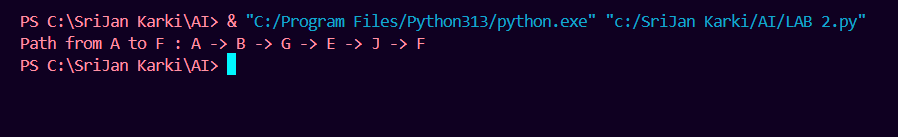 PS C:\SriJan Karki\AI> & "C:/Program Files/Python313/python.exe" "c:/SriJan Karki/AI/LAB 2.py"
Path from A to F : A -> B -> G -> E -> J -> F
PS C:\SriJan Karki\AI>